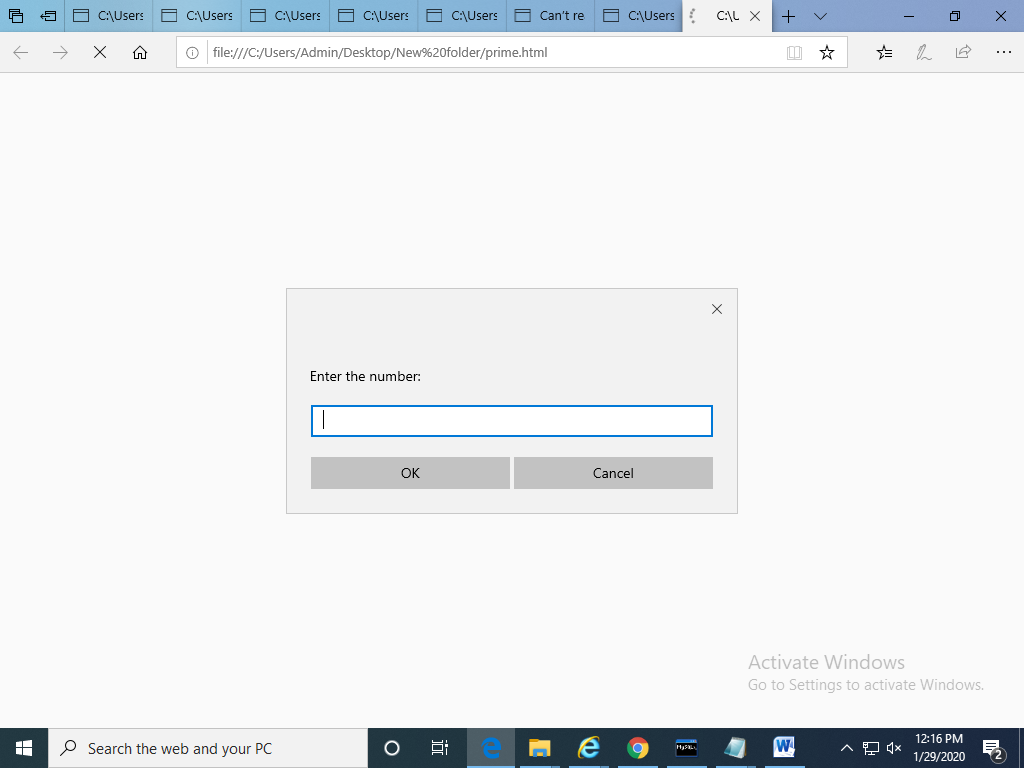 C:\Users
C:\Users
C:\Users
C:\Users
C:\Users
Can't re
C:\Users
C:\U
file:///C:/Users/Admin/Desktop/New%20folder/prime.html
Enter the number:
OK
Cancel
Activate Windows
Go to Settings to activate Windows.
Search the web and your PC
MySQL
W
12:16 PM
1/29/2020
2